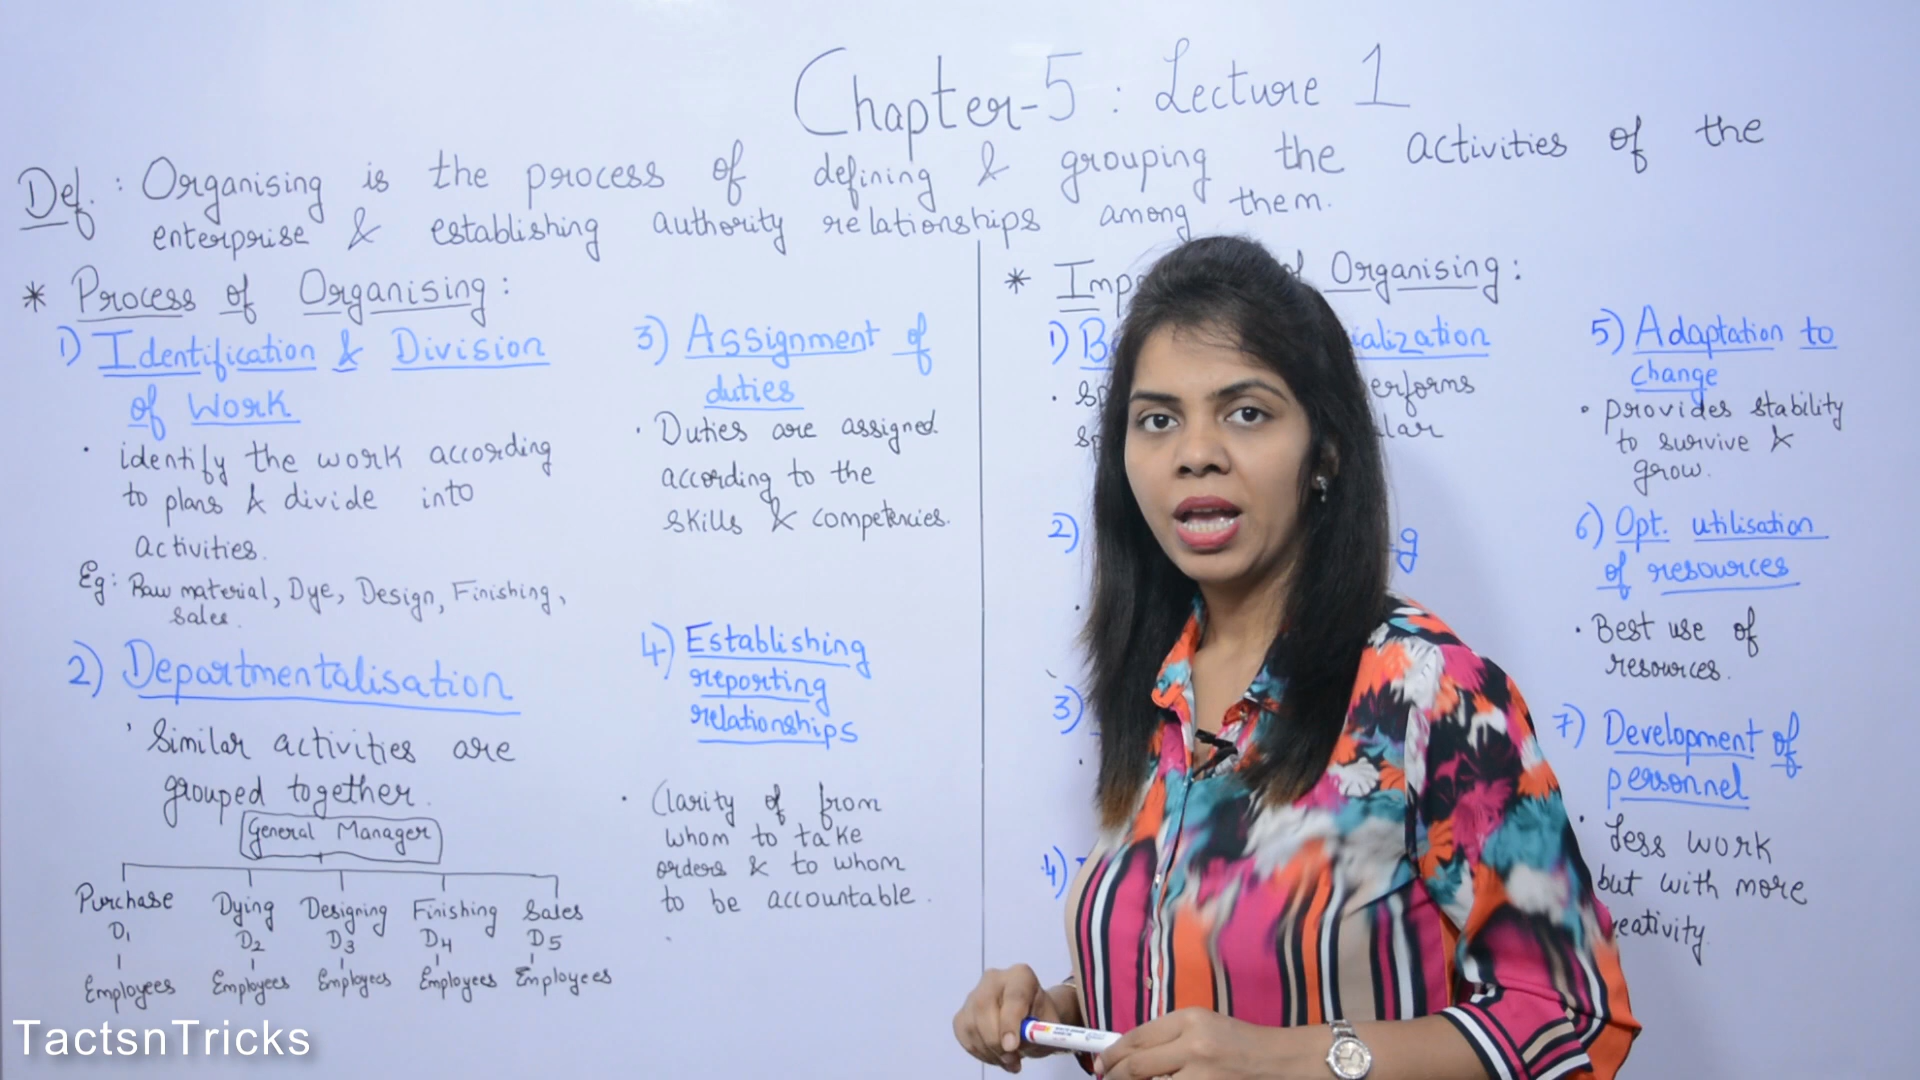 Chapter-5 : Lecture 1
Def. : Organising is the process of defining & grouping the activities of the
enterprise & establishing authority relationships among them.
* Process of Organising :
1) Identification & Division
of Work
· identify the work according
to plans & divide into
activities.
Eg: Raw material, Dye, Design, Finishing,
sales.
2) Departmentalisation
· Similar activities are
grouped together.
General Manager
Purchase Dying Designing Finishing Sales
D1 D2 D3 D4 D5
Employees Employees Employees Employees Employees
3) Assignment of
duties
· Duties are assigned
according to the
skills & competencies.
4) Establishing
reporting
relationships
· Clarity of from
whom to take
orders & to whom
to be accountable.
* of Organising :
1)
2)
3)
4)
5) Adaptation to
change
· provides stability
to survive &
grow.
6) Opt. utilisation
of resources
· Best use of
resources.
7) Development of
personnel
· Less work
but with more
TactsnTricks